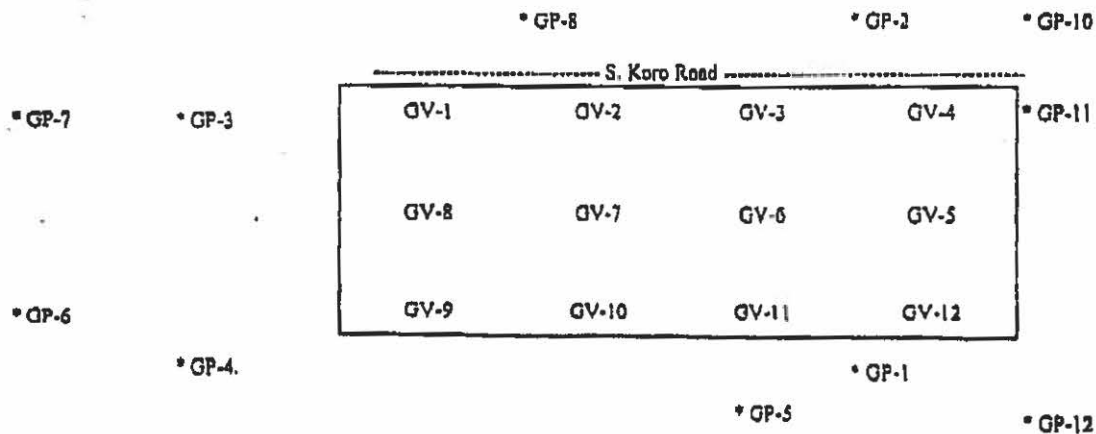 * GP-8 * GP-2 * GP-10
S. Koro Road
* GP-7 * GP-3 GV-1 GV-2 GV-3 GV-4 * GP-11
GV-8 GV-7 GV-6 GV-5
* GP-6 GV-9 GV-10 GV-11 GV-12
* GP-4. * GP-1
* GP-5 * GP-12